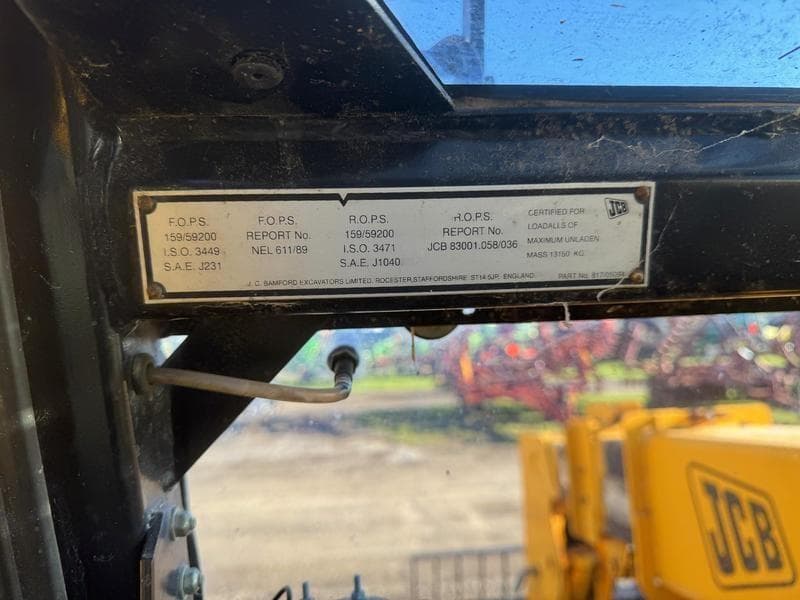 F.O.P.S.
159/59200
I.S.O. 3449
S.A.E. J231
F.O.P.S.
REPORT No.
NEL 611/89
R.O.P.S.
159/59200
I.S.O. 3471
S.A.E. J1040
R.O.P.S.
REPORT No.
JCB 83001.058/036
CERTIFIED FOR
LOADALLS OF
MAXIMUM UNLADEN
MASS 13150 KG.
JCB
J. C. BAMFORD EXCAVATORS LIMITED, ROCESTER,STAFFORDSHIRE ST14 5JP, ENGLAND.
PART No.
JCB